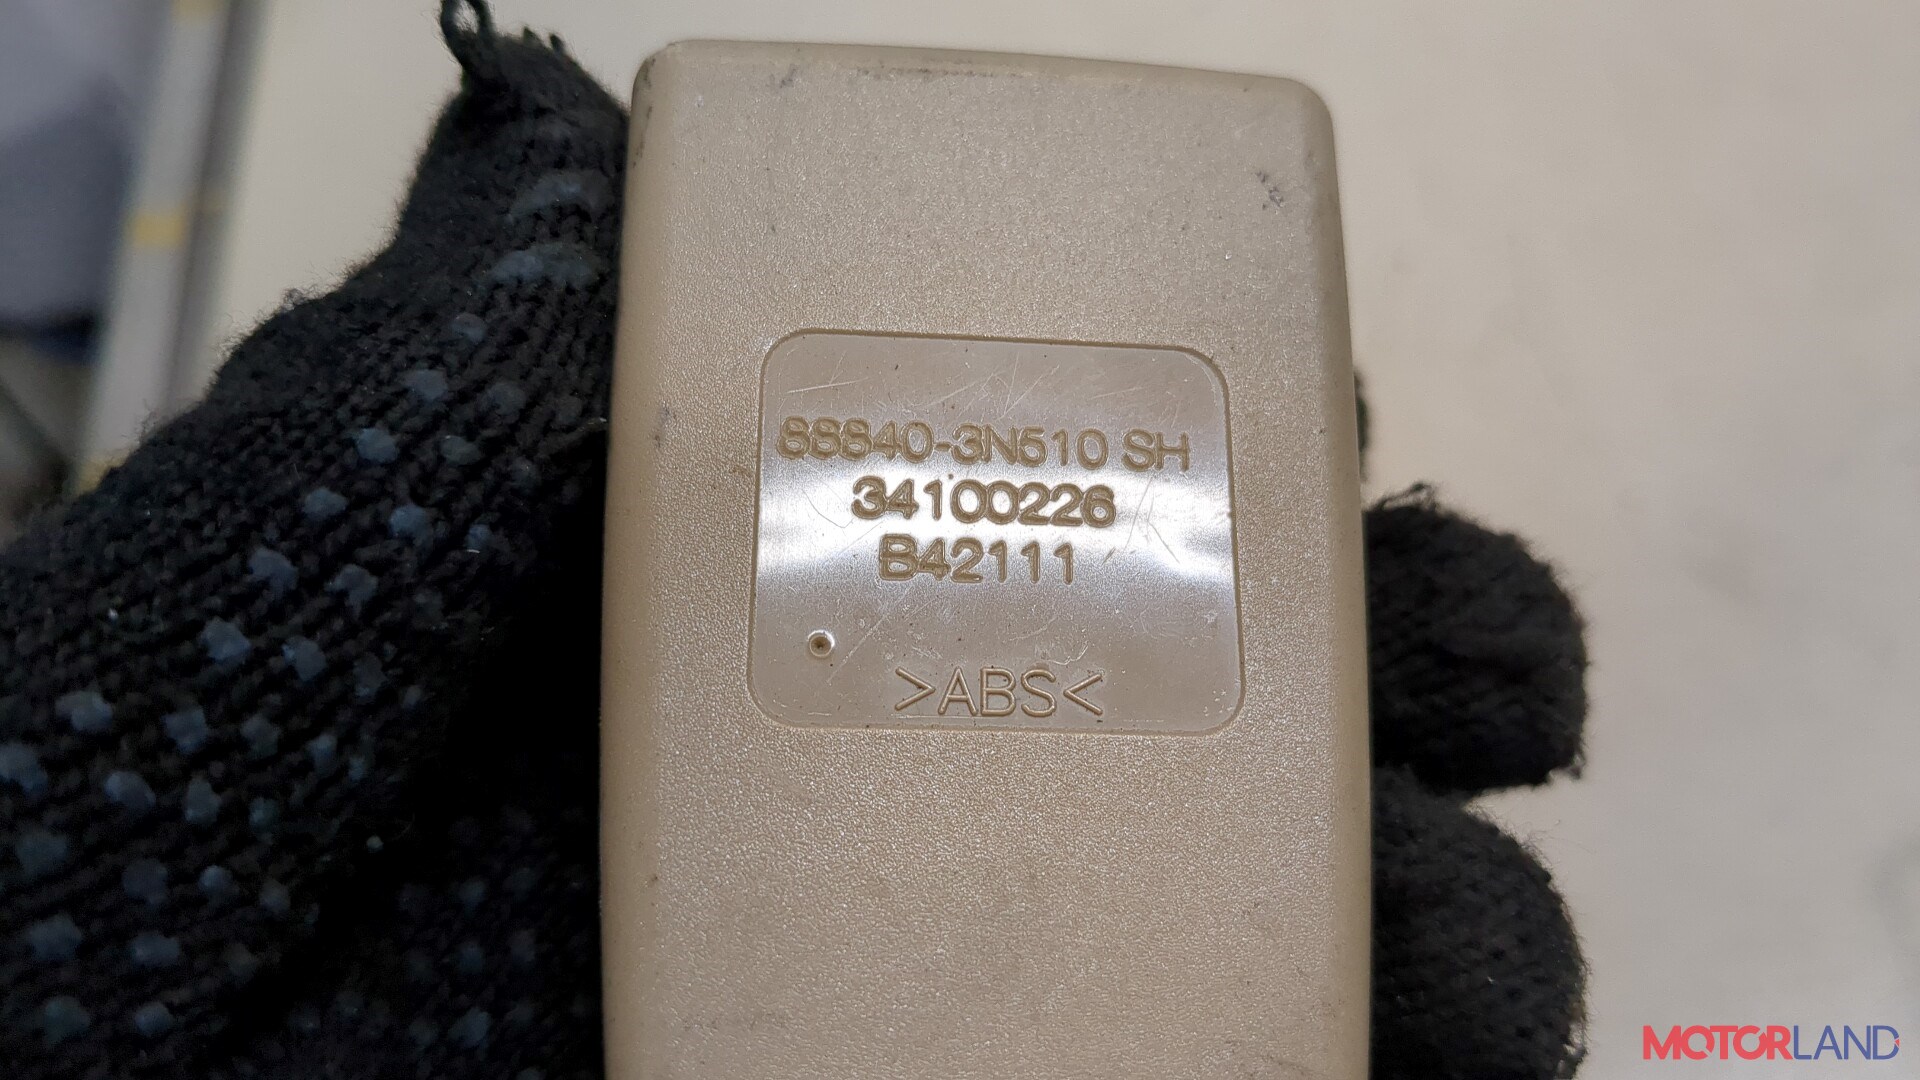 88840-3N510 SH
34100226
B42111
>ABS<
MOTORLAND